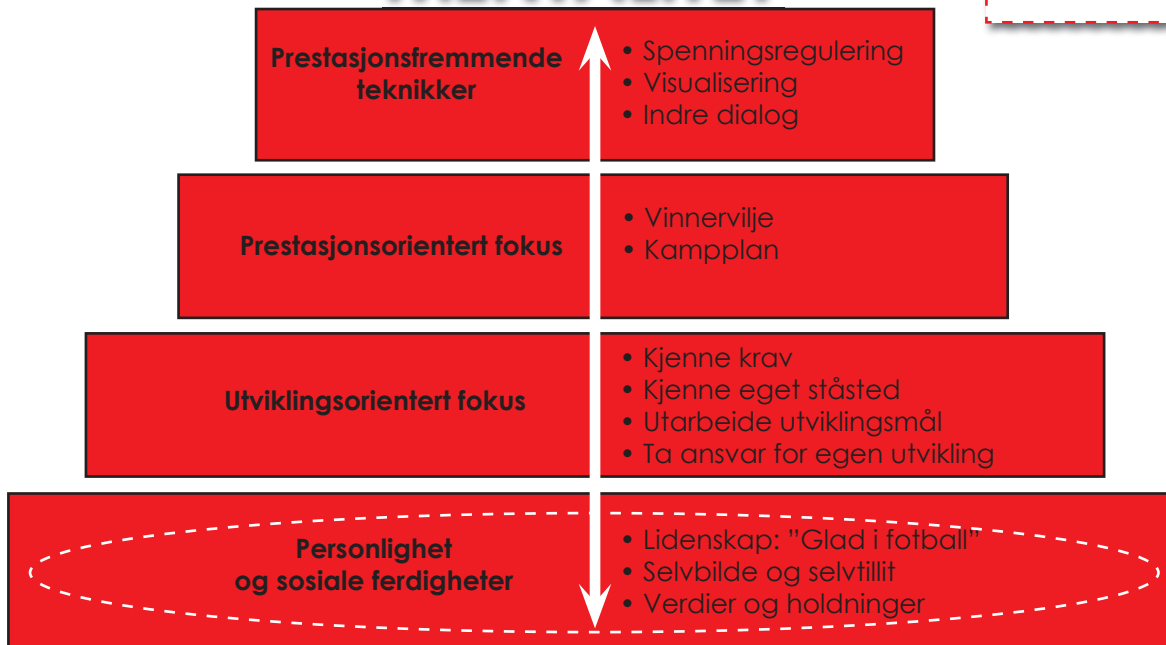 Prestasjonsfremmende
teknikker
• Spenningsregulering
• Visualisering
• Indre dialog
Prestasjonsorientert fokus
• Vinnervilje
• Kampplan
Utviklingsorientert fokus
• Kjenne krav
• Kjenne eget ståsted
• Utarbeide utviklingsmål
• Ta ansvar for egen utvikling
Personlighet
og sosiale ferdigheter
• Lidenskap: ”Glad i fotball”
• Selvbilde og selvtillit
• Verdier og holdninger